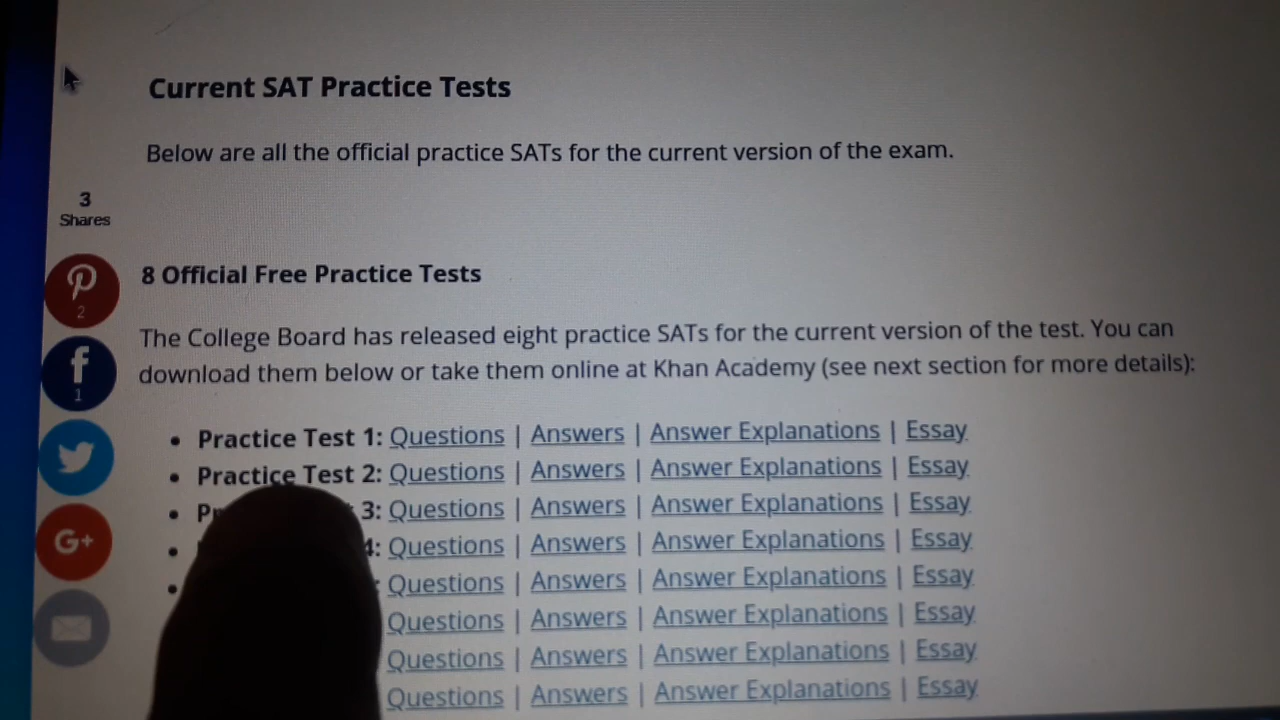 Current SAT Practice Tests
Below are all the official practice SATs for the current version of the exam.
3
Shares
8 Official Free Practice Tests
2
The College Board has released eight practice SATs for the current version of the test. You can
download them below or take them online at Khan Academy (see next section for more details):
f
1
Practice Test 1: Questions | Answers | Answer Explanations | Essay
Practice Test 2: Questions | Answers | Answer Explanations | Essay
3: Questions | Answers | Answer Explanations | Essay
G+
4: Questions | Answers | Answer Explanations | Essay
Questions | Answers | Answer Explanations | Essay
Questions | Answers | Answer Explanations | Essay
Questions | Answers | Answer Explanations | Essay
Questions | Answers | Answer Explanations | Essay